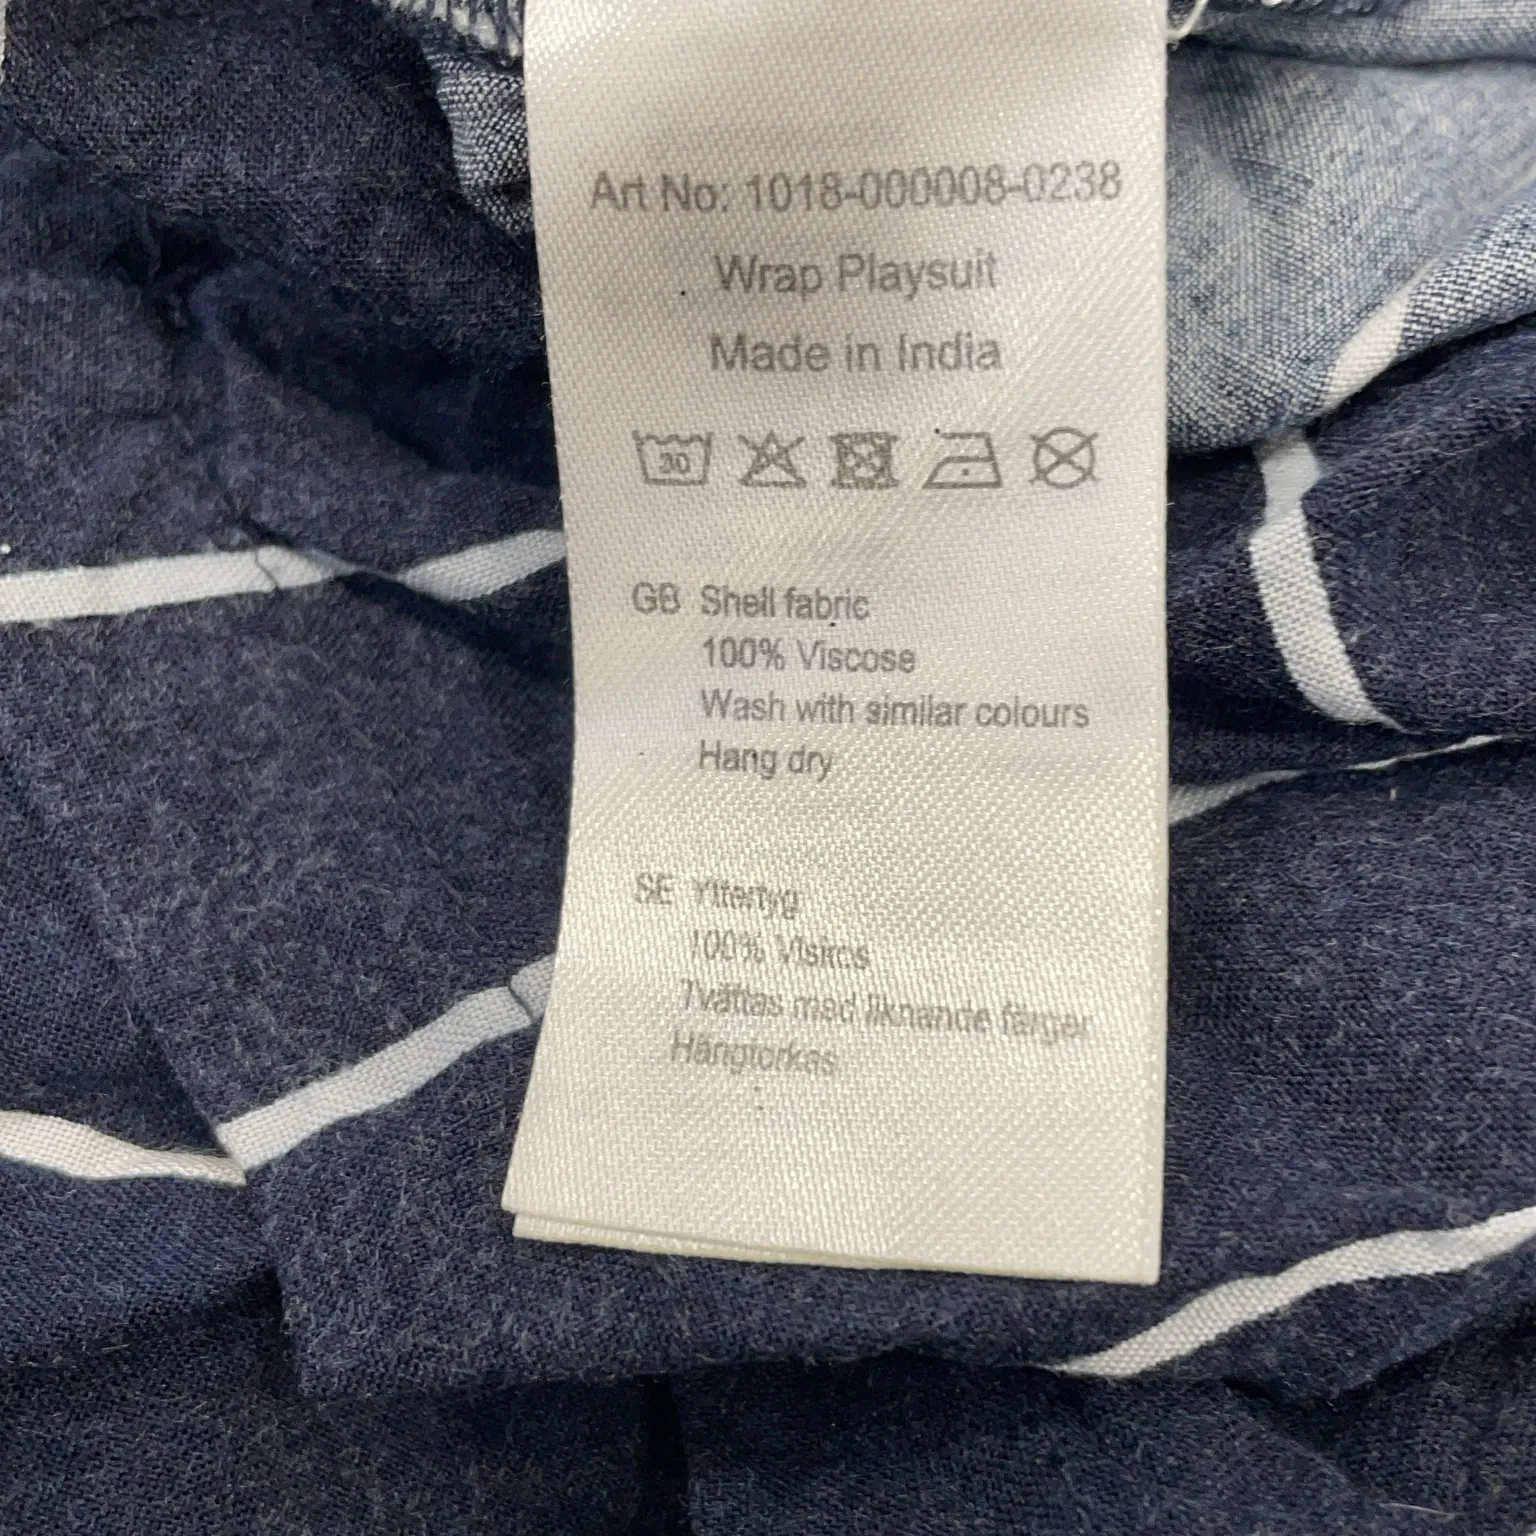 Art No: 1018-000008-0238
Wrap Playsuit
Made in India
30
GB Shell fabric
100% Viscose
Wash with similar colours
Hang dry
SE Yttertyg
100% Viskos
Tvättas med liknande färger
Hängtorkas